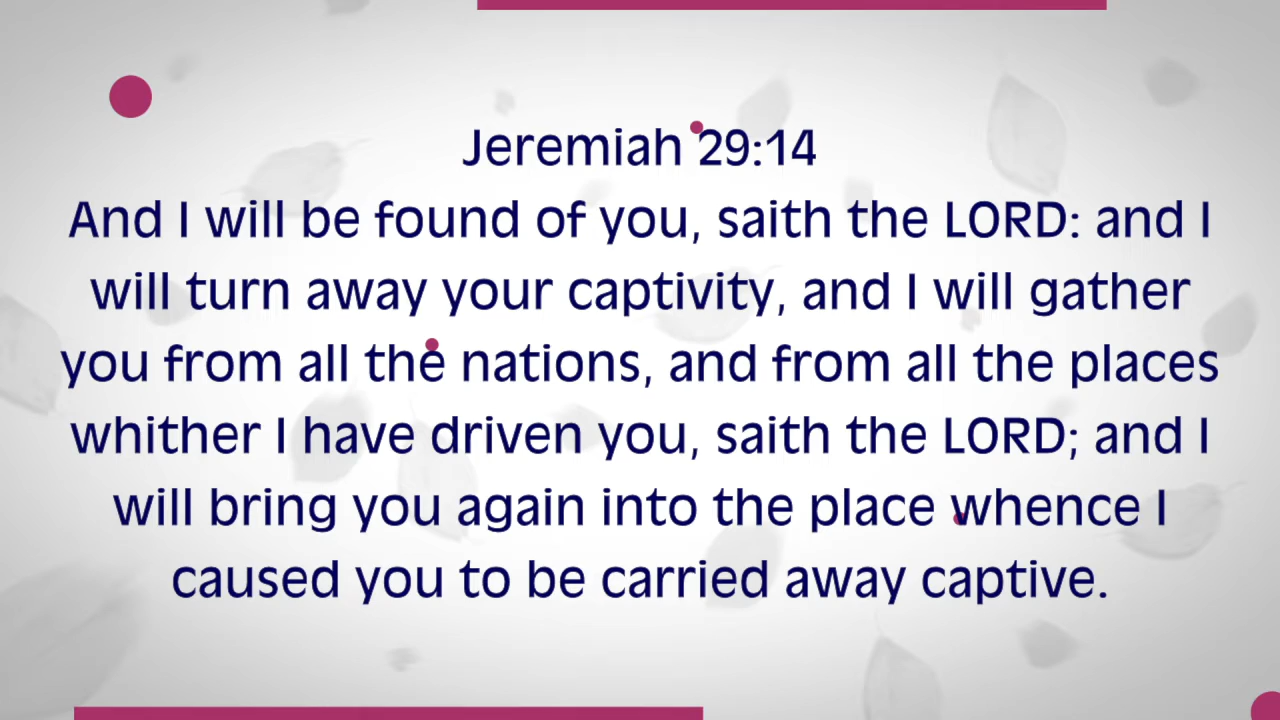 Jeremiah 29:14
And I will be found of you, saith the LORD: and I
will turn away your captivity, and I will gather
you from all the nations, and from all the places
whither I have driven you, saith the LORD; and I
will bring you again into the place whence I
caused you to be carried away captive.